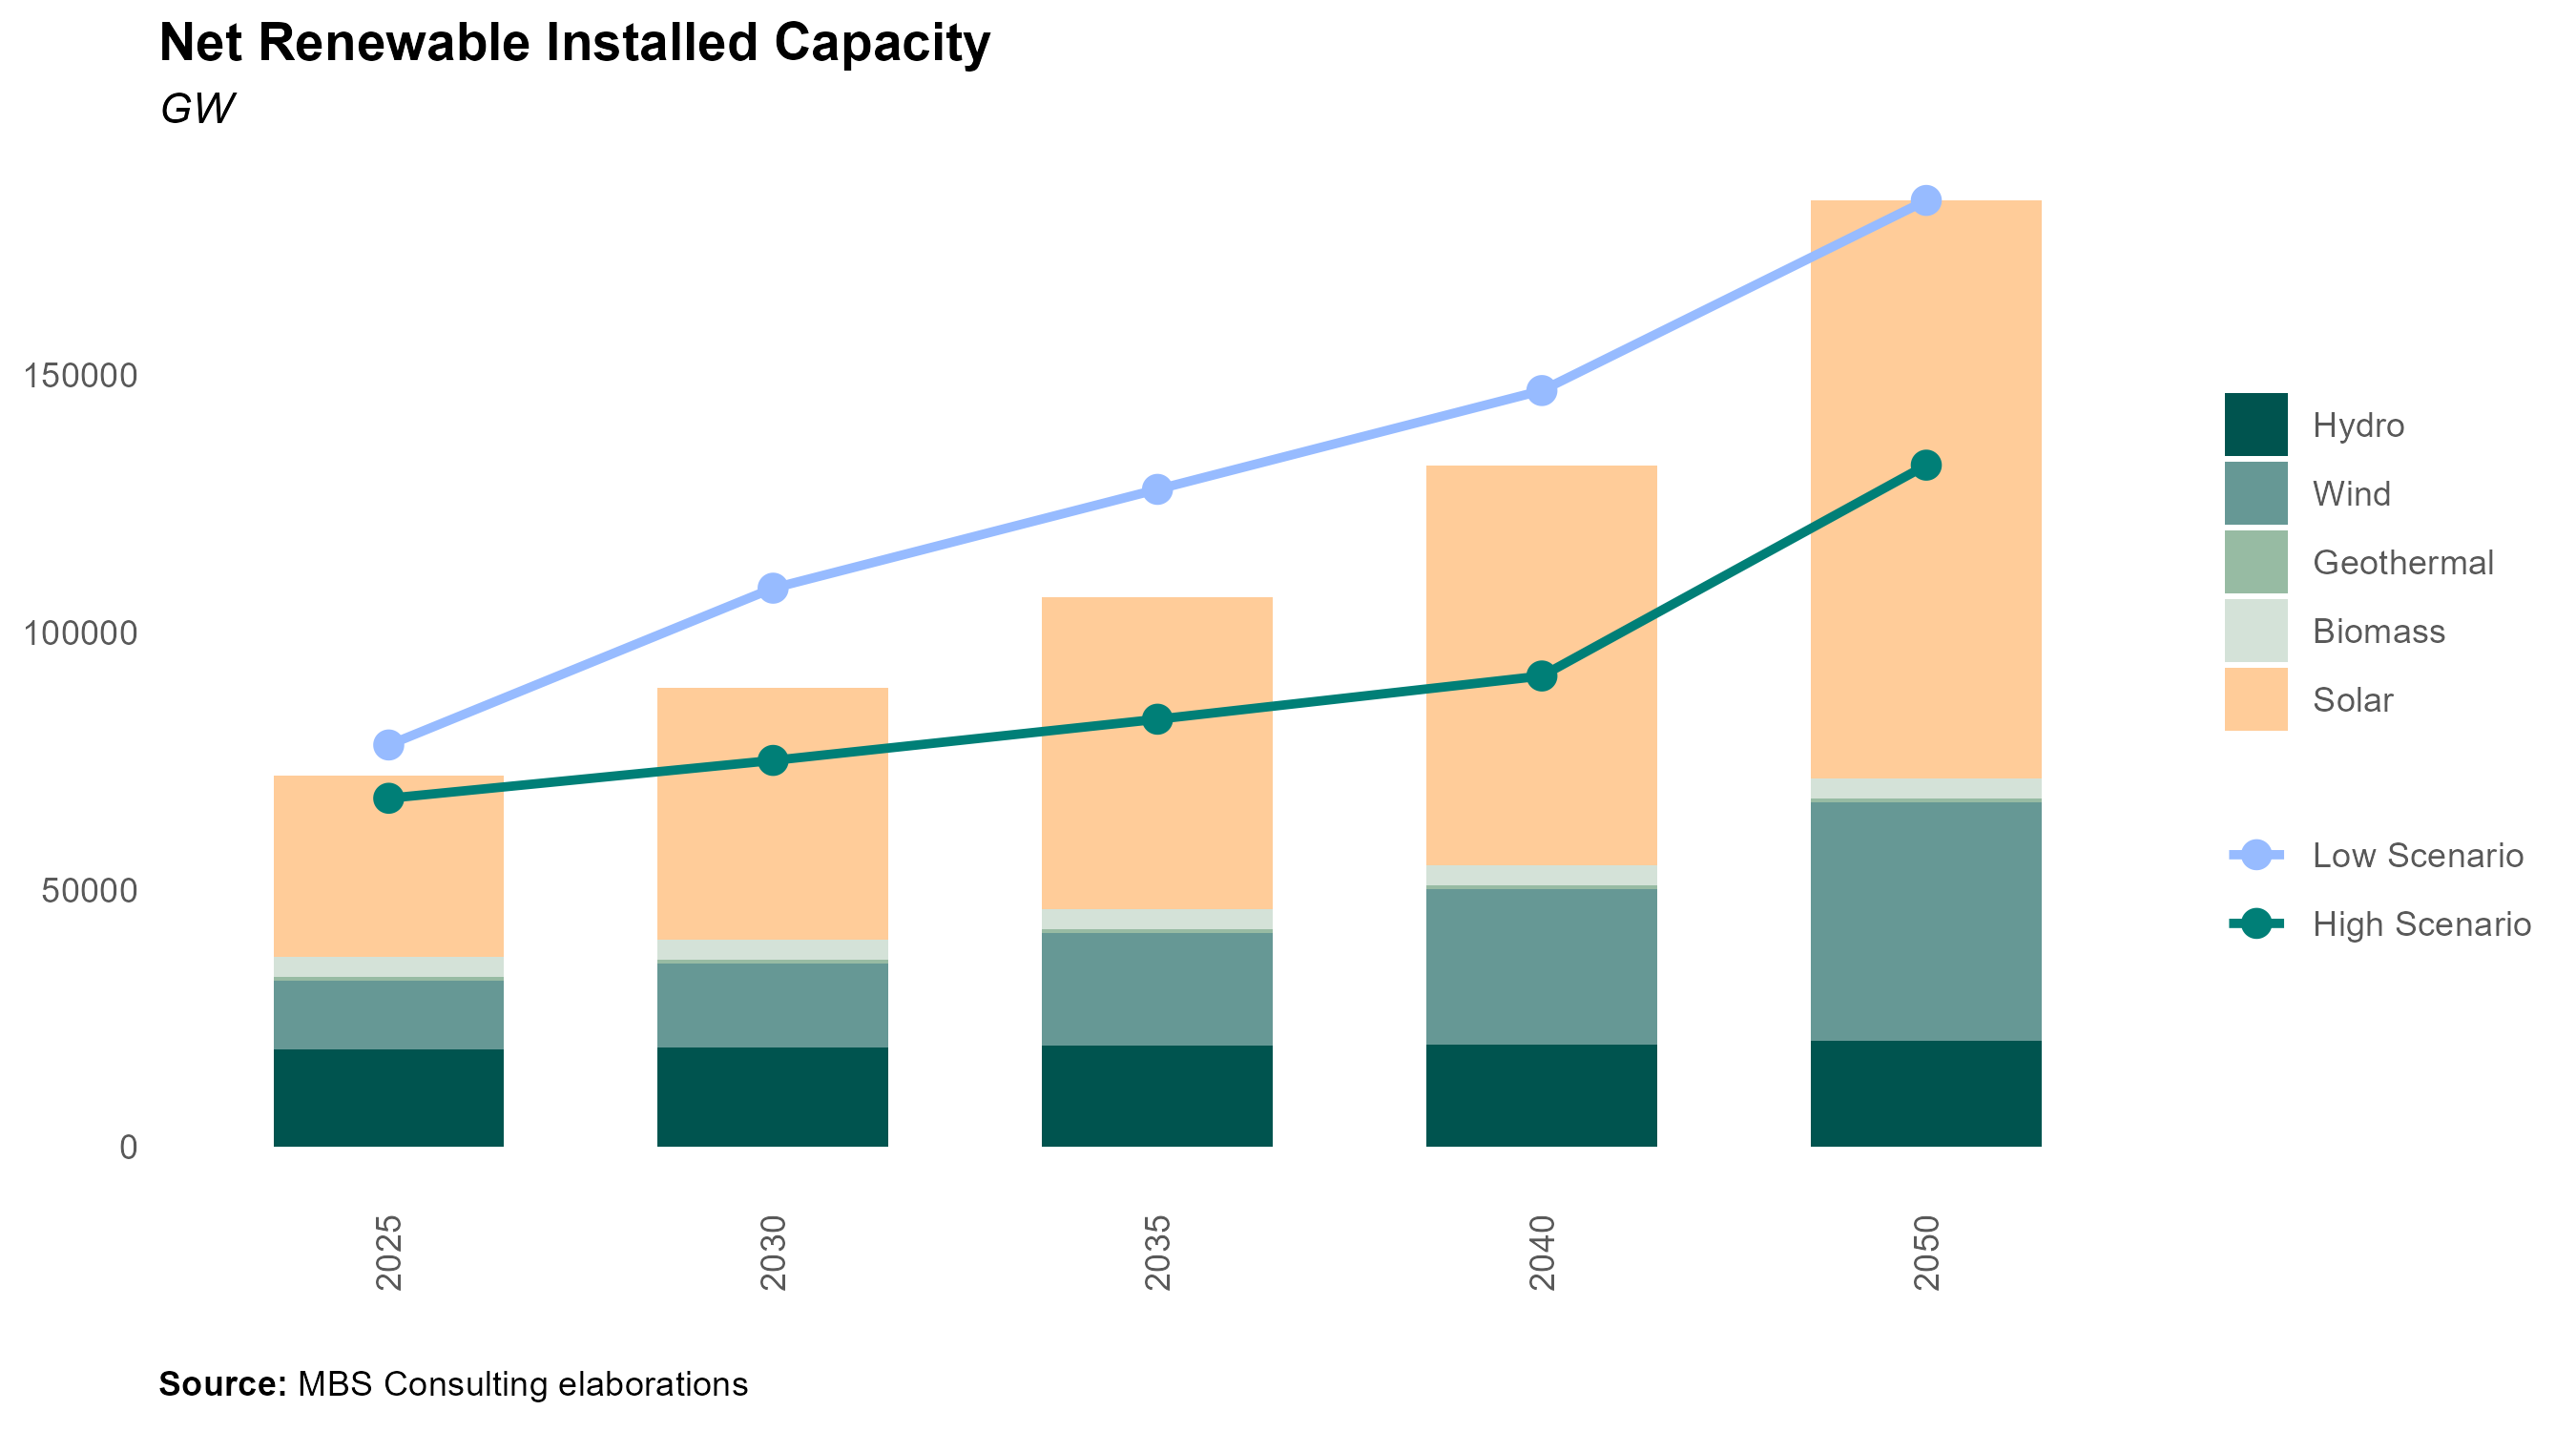 Net Renewable Installed Capacity
GW
150000
100000
50000
0
2025
2030
2035
2040
2050
Hydro
Wind
Geothermal
Biomass
Solar
Low Scenario
High Scenario
Source: MBS Consulting elaborations